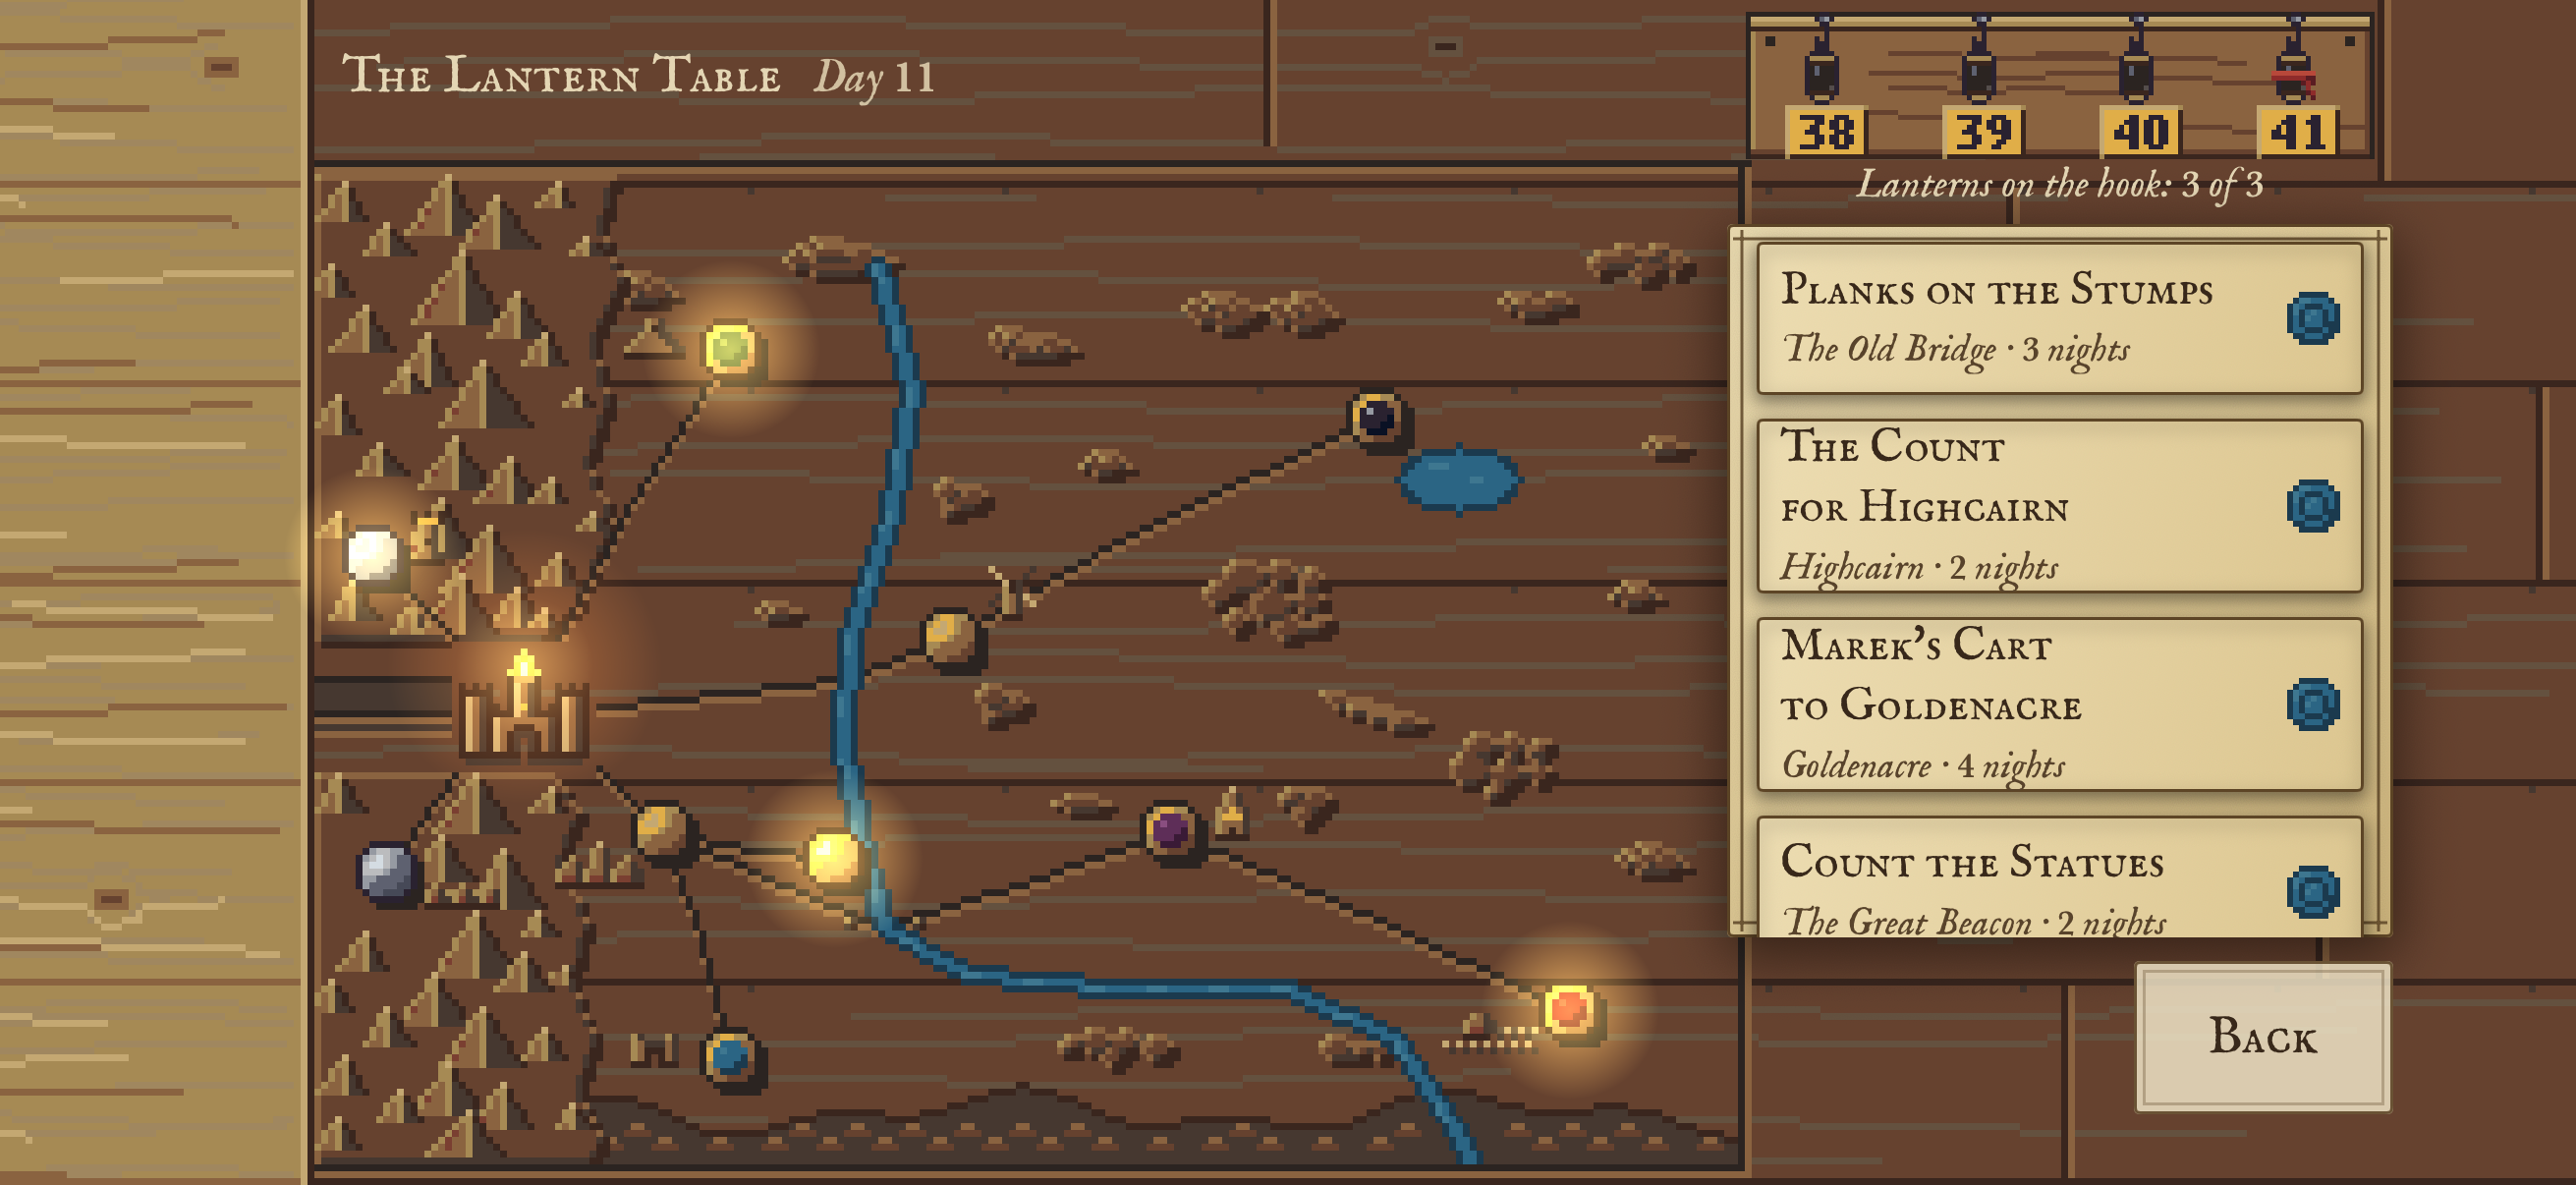 The Lantern Table Day 11
38 39 40 41
Lanterns on the hook: 3 of 3
Planks on the Stumps
The Old Bridge · 3 nights
The Count
for Highcairn
Highcairn · 2 nights
Marek's Cart
to Goldenacre
Goldenacre · 4 nights
Count the Statues
The Great Beacon · 2 nights
Back